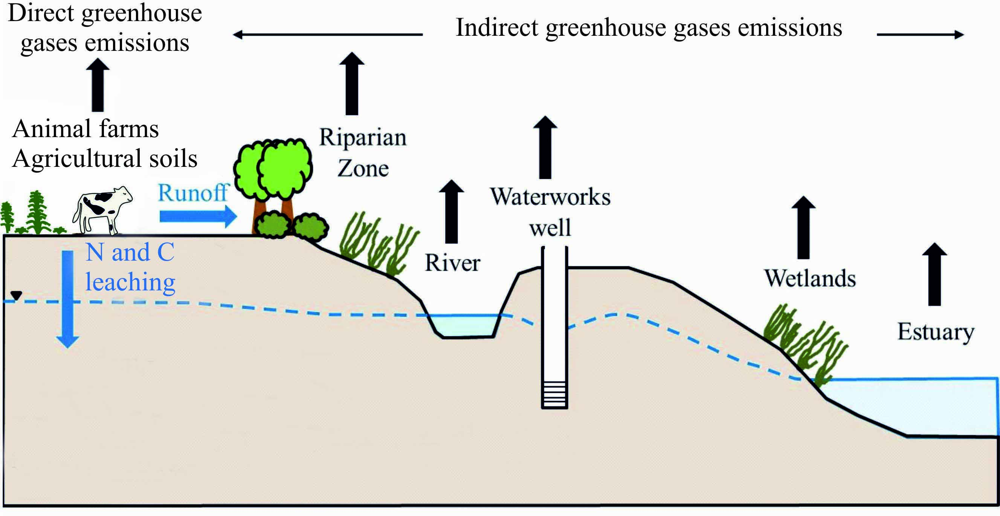 Direct greenhouse
gases emissions
Indirect greenhouse gases emissions
Animal farms
Agricultural soils
Runoff
Riparian
Zone
River
Waterworks
well
Wetlands
Estuary
N and C
leaching